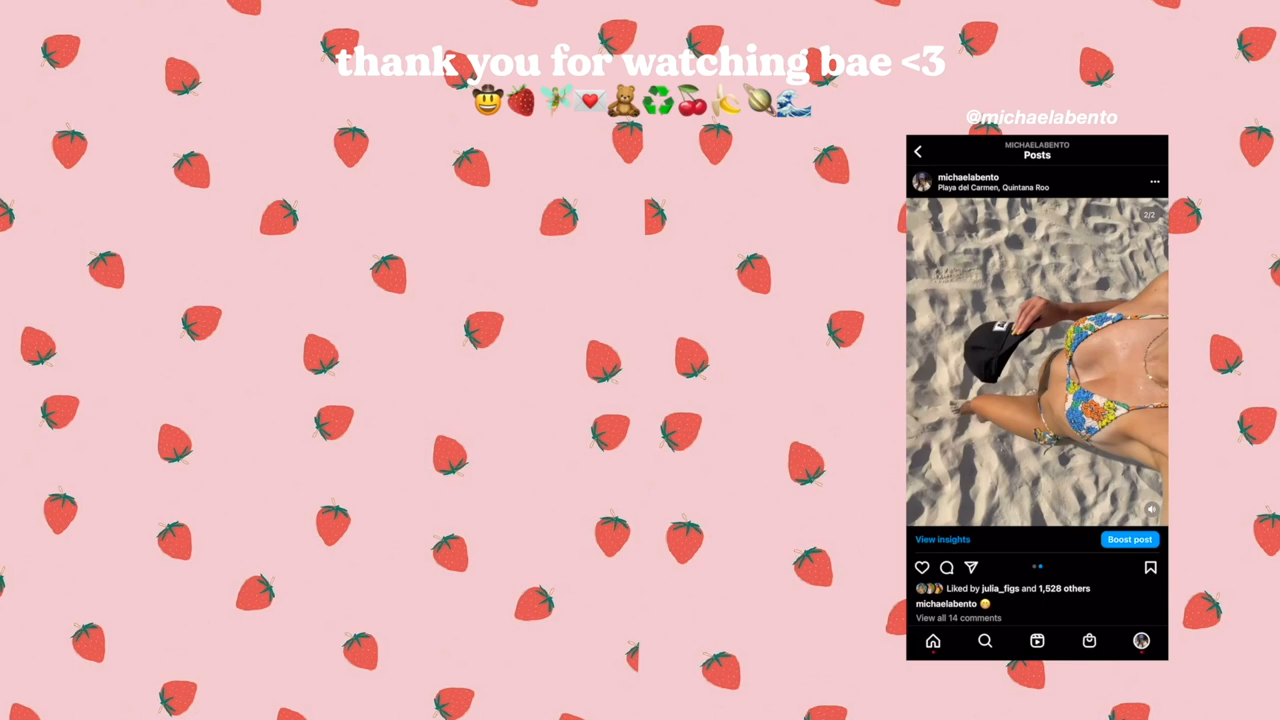 thank you for watching bae <3
@michaelabento
MICHAELABENTO
Posts
michaelabento
Playa del Carmen, Quintana Roo
2/2
View insights
Boost post
Liked by julia_figs and 1,528 others
michaelabento
View all 14 comments